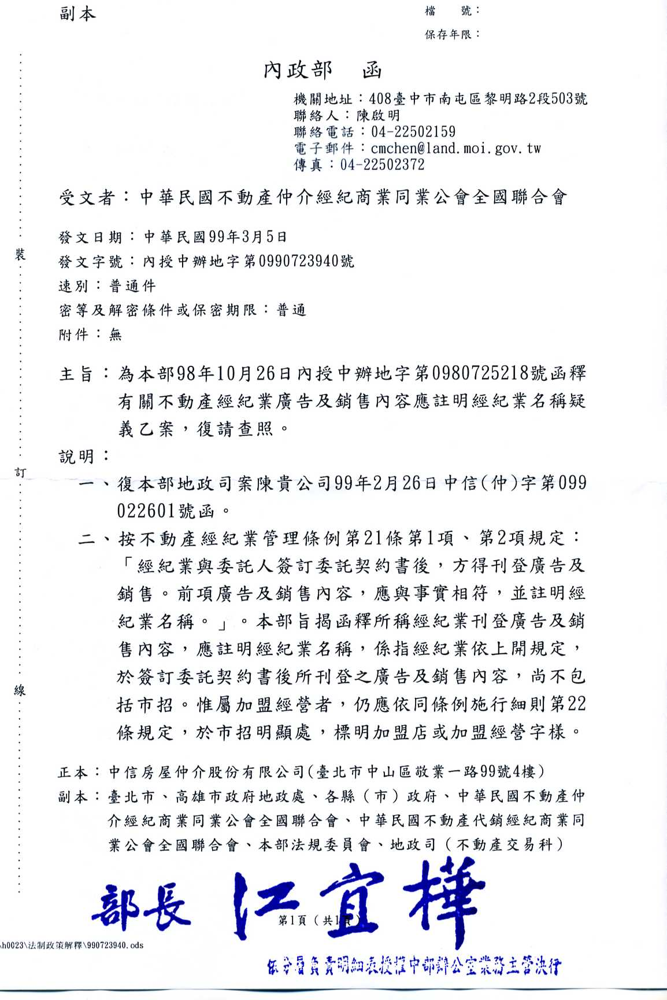 副本
檔　　號：
保存年限：
內政部　函
機關地址：408臺中市南屯區黎明路2段503號
聯絡人：陳啟明
聯絡電話：04-22502159
電子郵件：cmchen@land.moi.gov.tw
傳真：04-22502372
受文者：中華民國不動產仲介經紀商業同業公會全國聯合會
發文日期：中華民國99年3月5日
發文字號：內授中辦地字第0990723940號
速別：普通件
密等及解密條件或保密期限：普通
附件：無
主旨：為本部98年10月26日內授中辦地字第0980725218號函釋
有關不動產經紀業廣告及銷售內容應註明經紀業名稱疑
義乙案，復請查照。
說明：
一、復本部地政司案陳貴公司99年2月26日中信(仲)字第099
022601號函。
二、按不動產經紀業管理條例第21條第1項、第2項規定：
「經紀業與委託人簽訂委託契約書後，方得刊登廣告及
銷售。前項廣告及銷售內容，應與事實相符，並註明經
紀業名稱。」。本部旨揭函釋所稱經紀業刊登廣告及銷
售內容，應註明經紀業名稱，係指經紀業依上開規定，
於簽訂委託契約書後所刊登之廣告及銷售內容，尚不包
括市招。惟屬加盟經營者，仍應依同條例施行細則第22
條規定，於市招明顯處，標明加盟店或加盟經營字樣。
正本：中信房屋仲介股份有限公司(臺北市中山區敬業一路99號4樓)
副本：臺北市、高雄市政府地政處、各縣（市）政府、中華民國不動產仲
介經紀商業同業公會全國聯合會、中華民國不動產代銷經紀商業同
業公會全國聯合會、本部法規委員會、地政司（不動產交易科）
部長 江宜樺
第1頁（共1頁）
\h0023\法制政策解釋\990723940.ods
依分層負責明細表授權中部辦公室業務主管決行
裝
訂
線